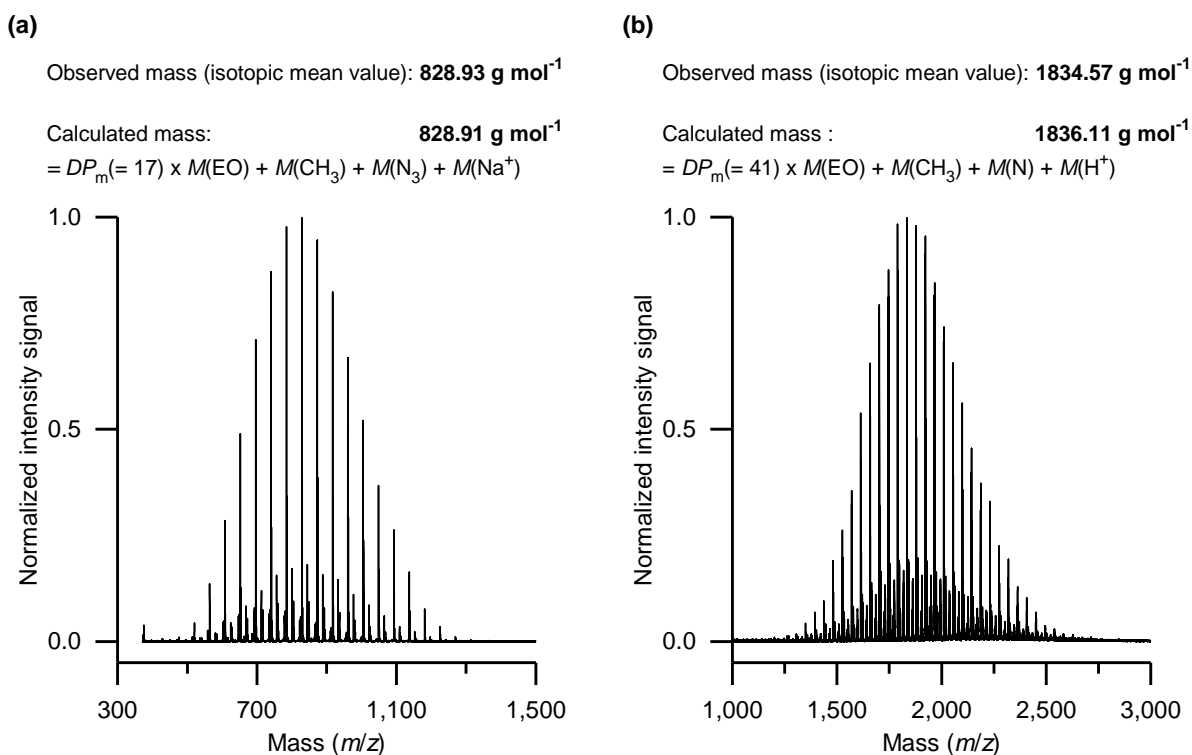 (a)
Observed mass (isotopic mean value): 828.93 g mol⁻¹
Calculated mass: 828.91 g mol⁻¹
= DPₘ(= 17) x M(EO) + M(CH₃) + M(N₃) + M(Na⁺)
1.0
0.5
0.0
Normalized intensity signal
300 700 1,100 1,500
Mass (m/z)
(b)
Observed mass (isotopic mean value): 1834.57 g mol⁻¹
Calculated mass : 1836.11 g mol⁻¹
= DPₘ(= 41) x M(EO) + M(CH₃) + M(N) + M(H⁺)
1.0
0.5
0.0
Normalized intensity signal
1,000 1,500 2,000 2,500 3,000
Mass (m/z)